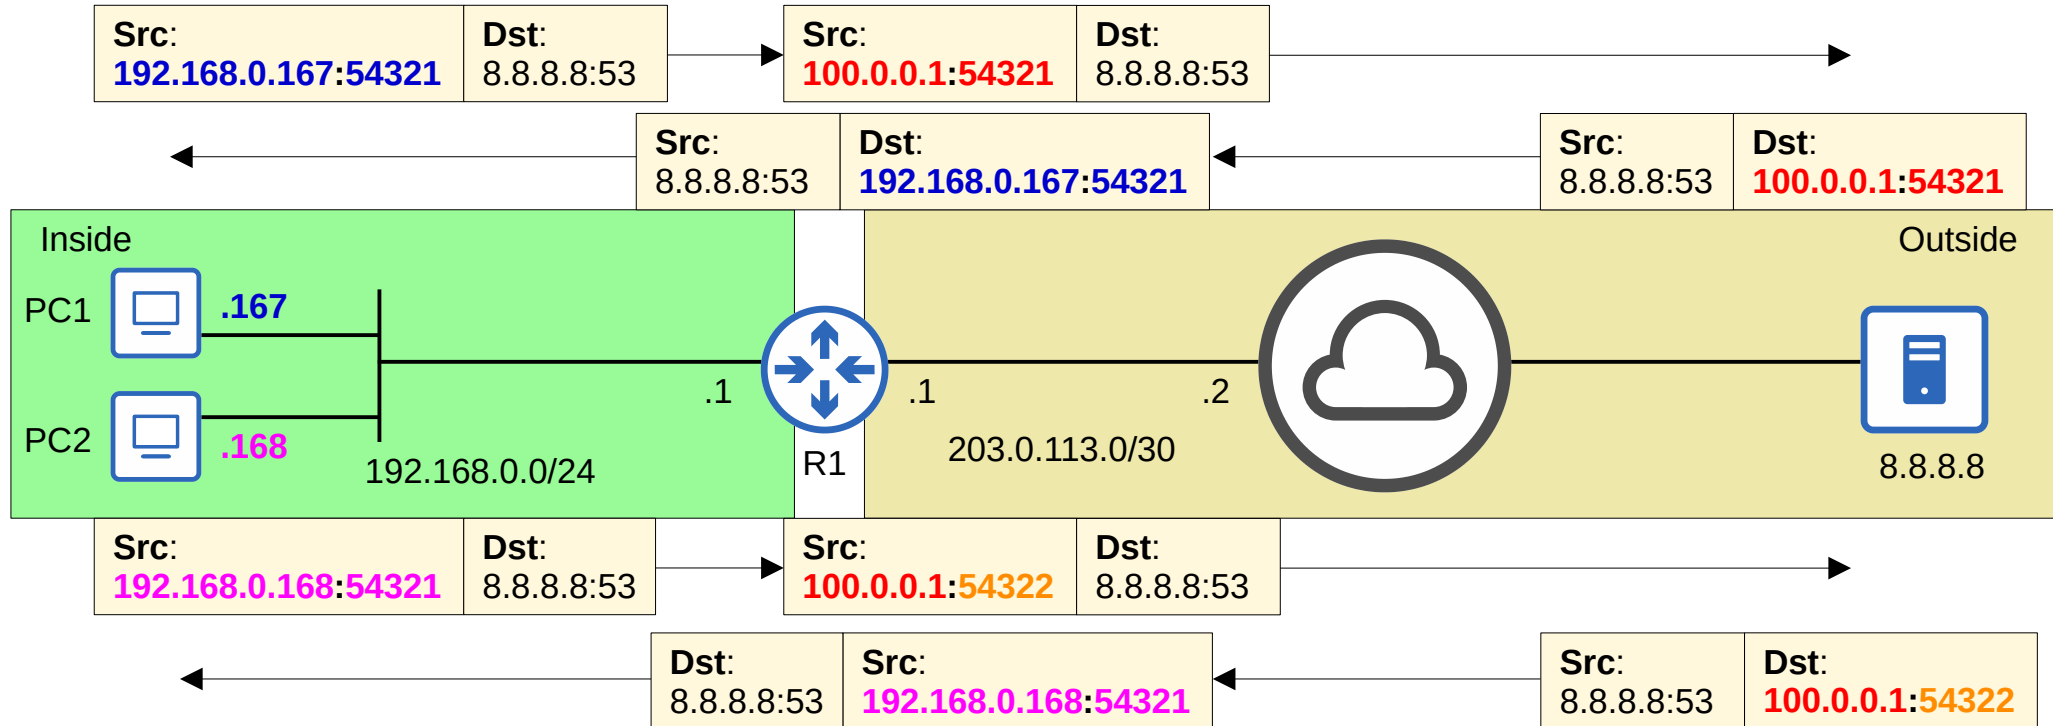 Src:
192.168.0.167:54321
Dst:
8.8.8.8:53
Src:
100.0.0.1:54321
Dst:
8.8.8.8:53
Src:
8.8.8.8:53
Dst:
192.168.0.167:54321
Src:
8.8.8.8:53
Dst:
100.0.0.1:54321
Inside
Outside
PC1
.167
PC2
.168
192.168.0.0/24
.1
R1
.1
.2
203.0.113.0/30
8.8.8.8
Src:
192.168.0.168:54321
Dst:
8.8.8.8:53
Src:
100.0.0.1:54322
Dst:
8.8.8.8:53
Dst:
8.8.8.8:53
Src:
192.168.0.168:54321
Src:
8.8.8.8:53
Dst:
100.0.0.1:54322